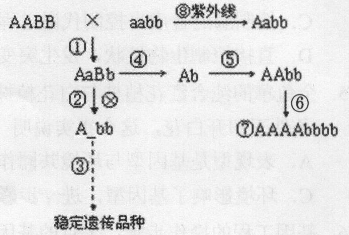 AABB × aabb ⑧紫外线 Aabb
①
AaBb ④ Ab ⑤ AAbb
② ⊗ ⑥
A_bb ⑦AAAAbbbb
③
稳定遗传品种